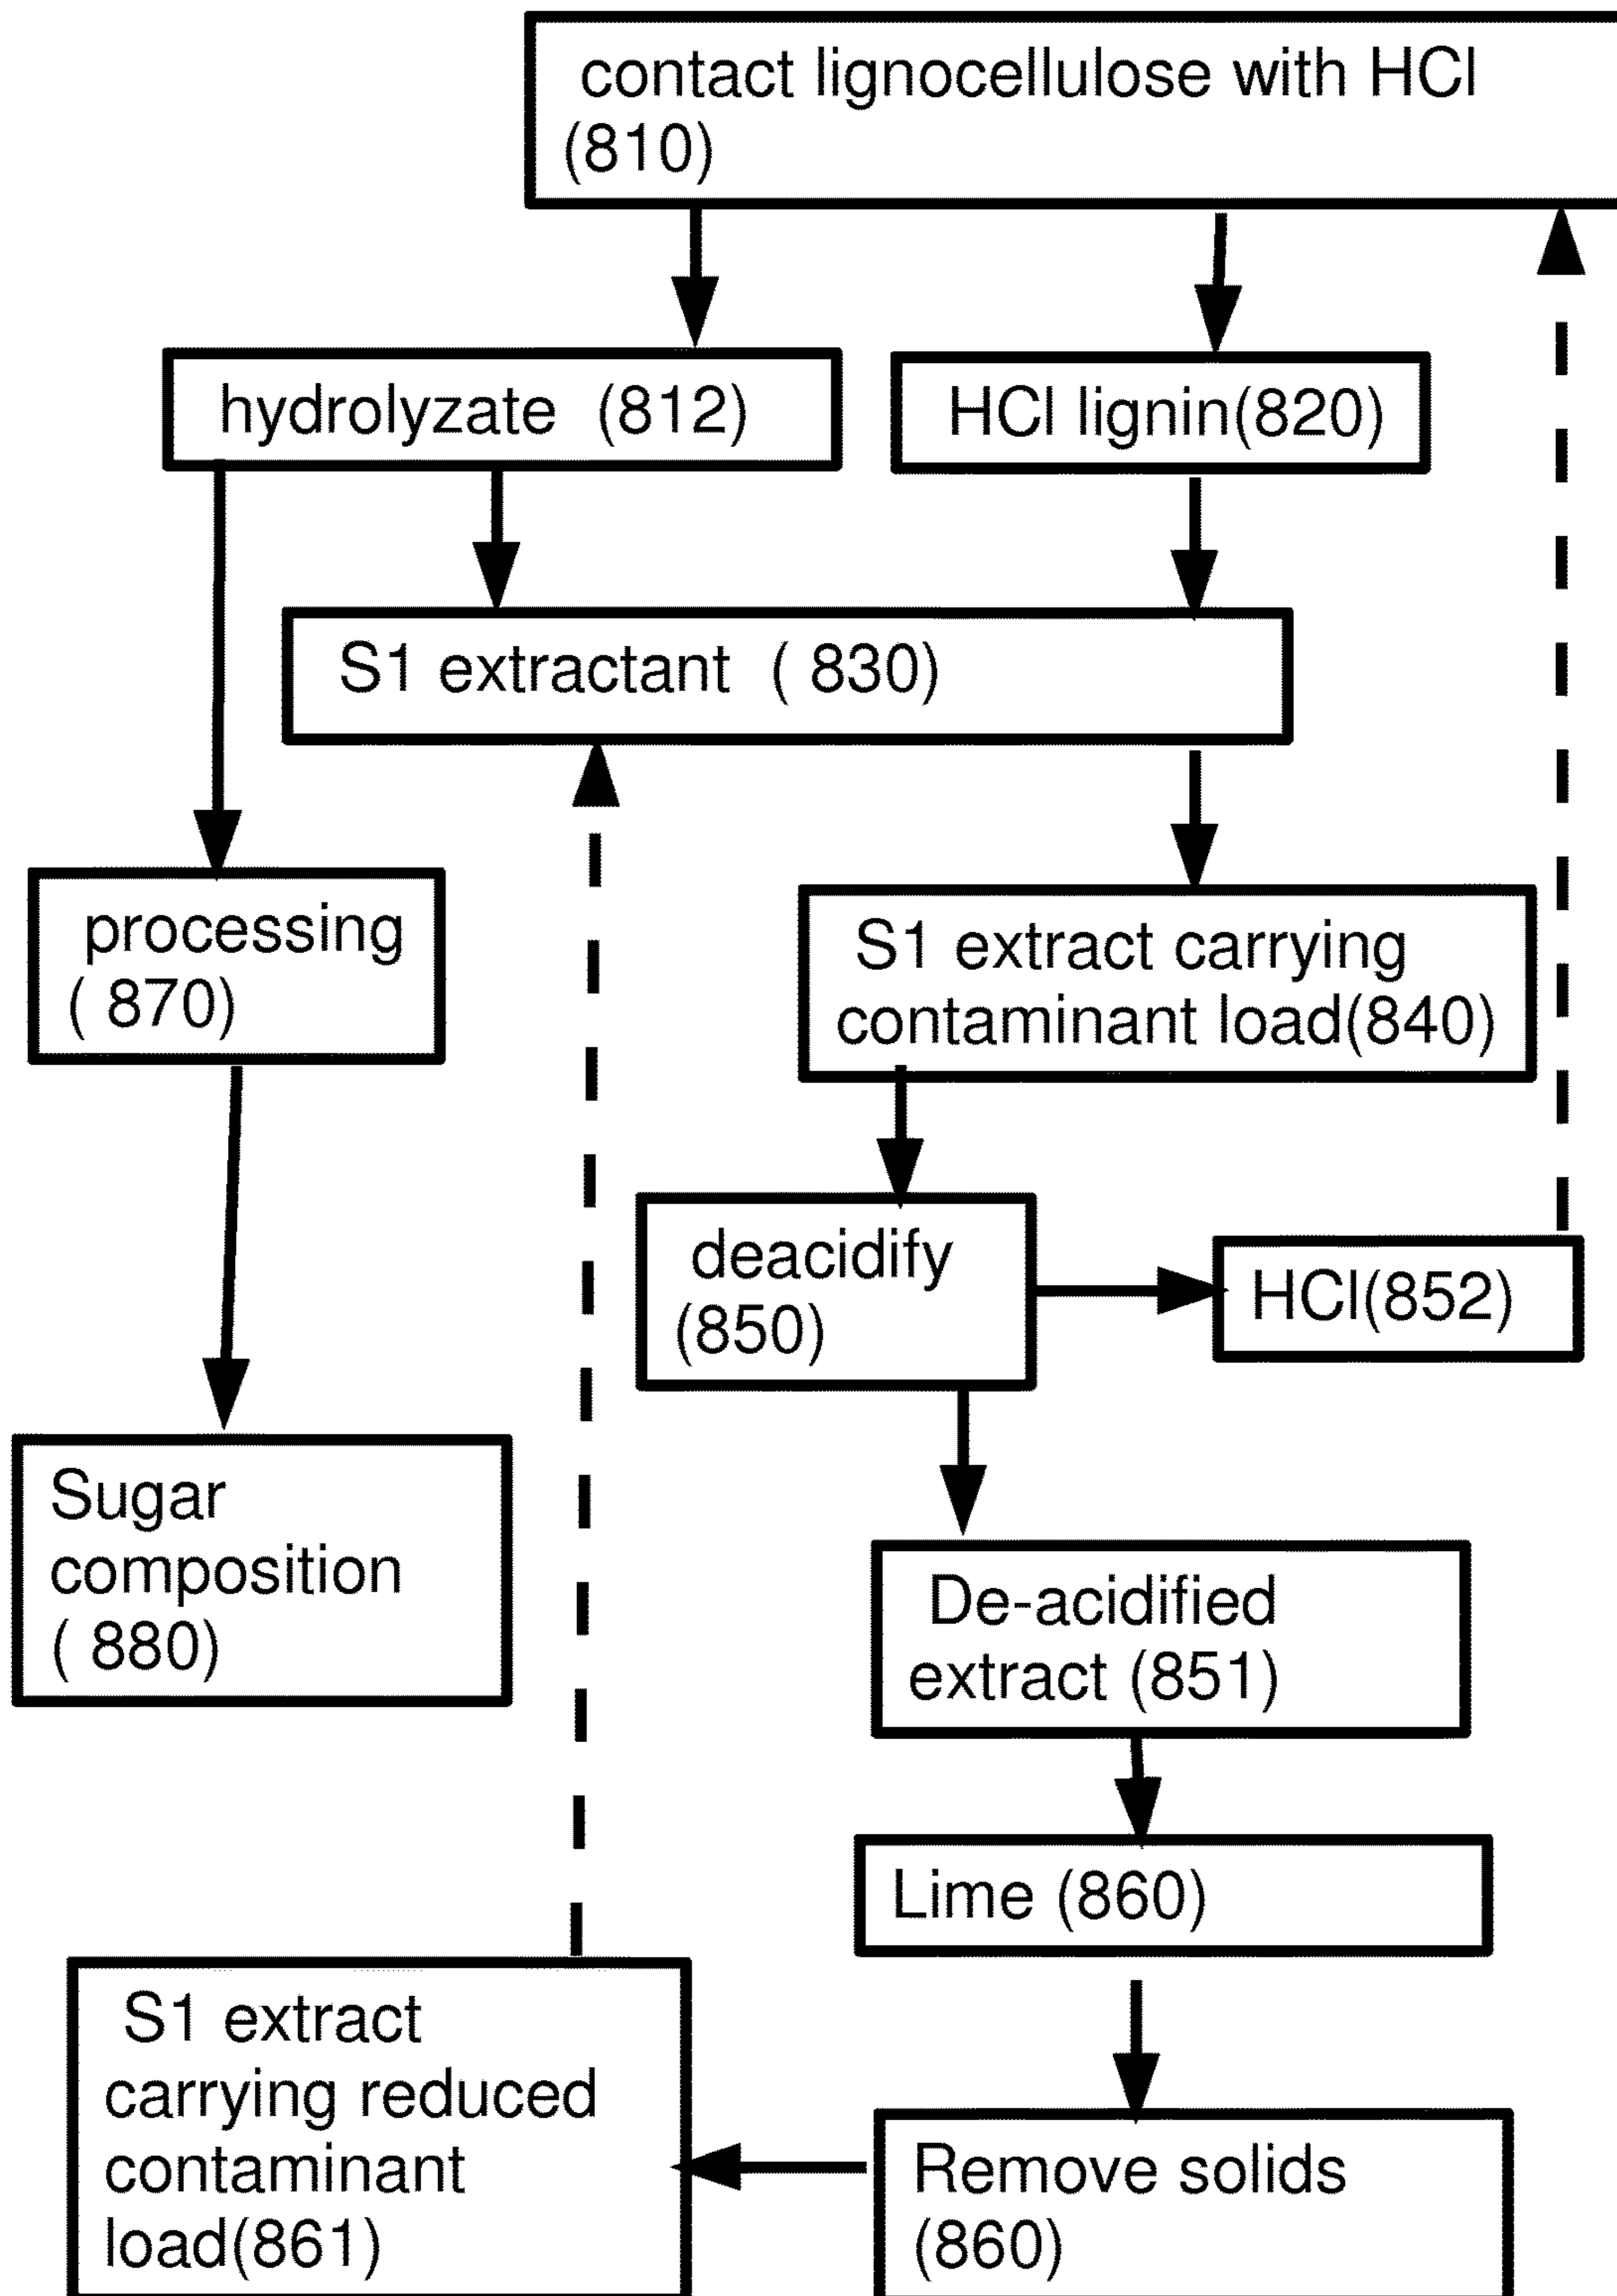 contact lignocellulose with HCl
(810)
hydrolyzate (812)
HCl lignin(820)
S1 extractant ( 830)
processing
( 870)
S1 extract carrying
contaminant load(840)
deacidify
(850)
HCl(852)
Sugar
composition
( 880)
De-acidified
extract (851)
Lime (860)
S1 extract
carrying reduced
contaminant
load(861)
Remove solids
(860)